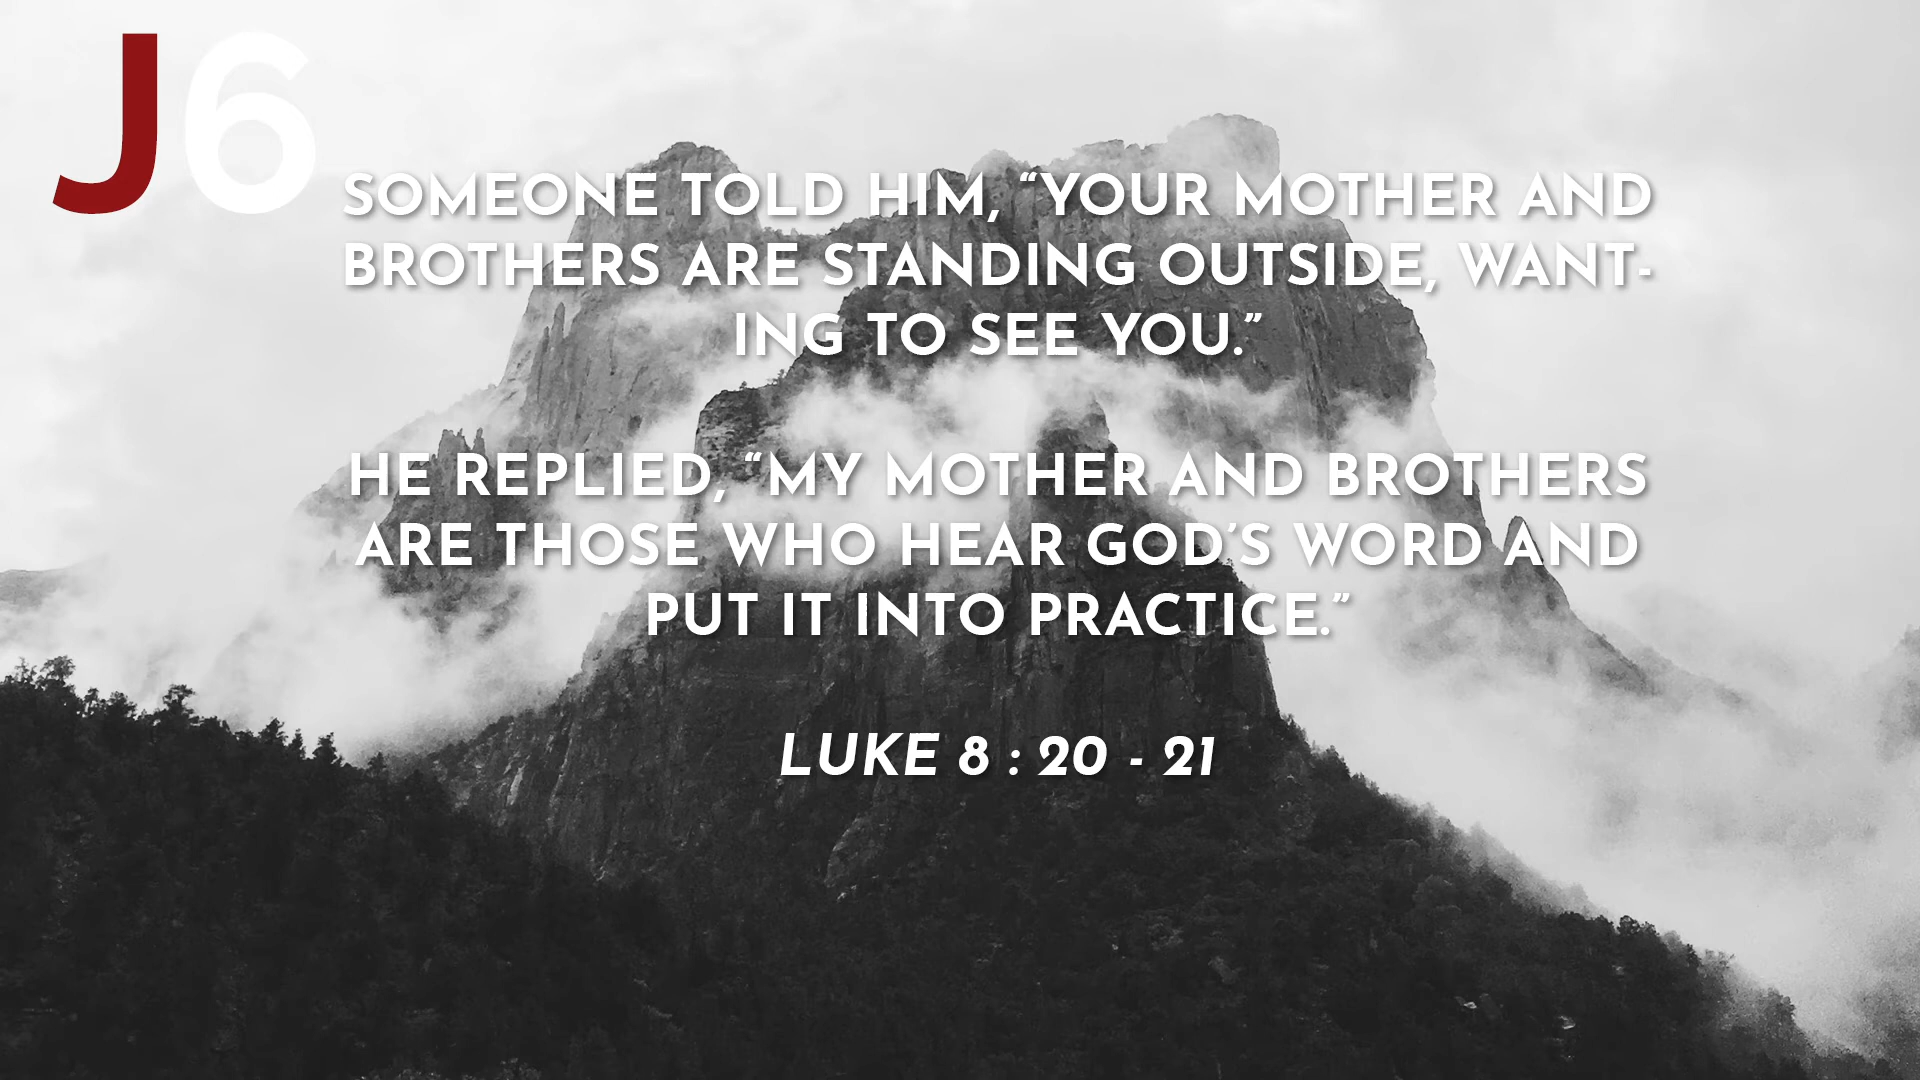 J6
SOMEONE TOLD HIM, “YOUR MOTHER AND
BROTHERS ARE STANDING OUTSIDE, WANT-
ING TO SEE YOU.”
HE REPLIED, “MY MOTHER AND BROTHERS
ARE THOSE WHO HEAR GOD’S WORD AND
PUT IT INTO PRACTICE.”
LUKE 8 : 20 - 21